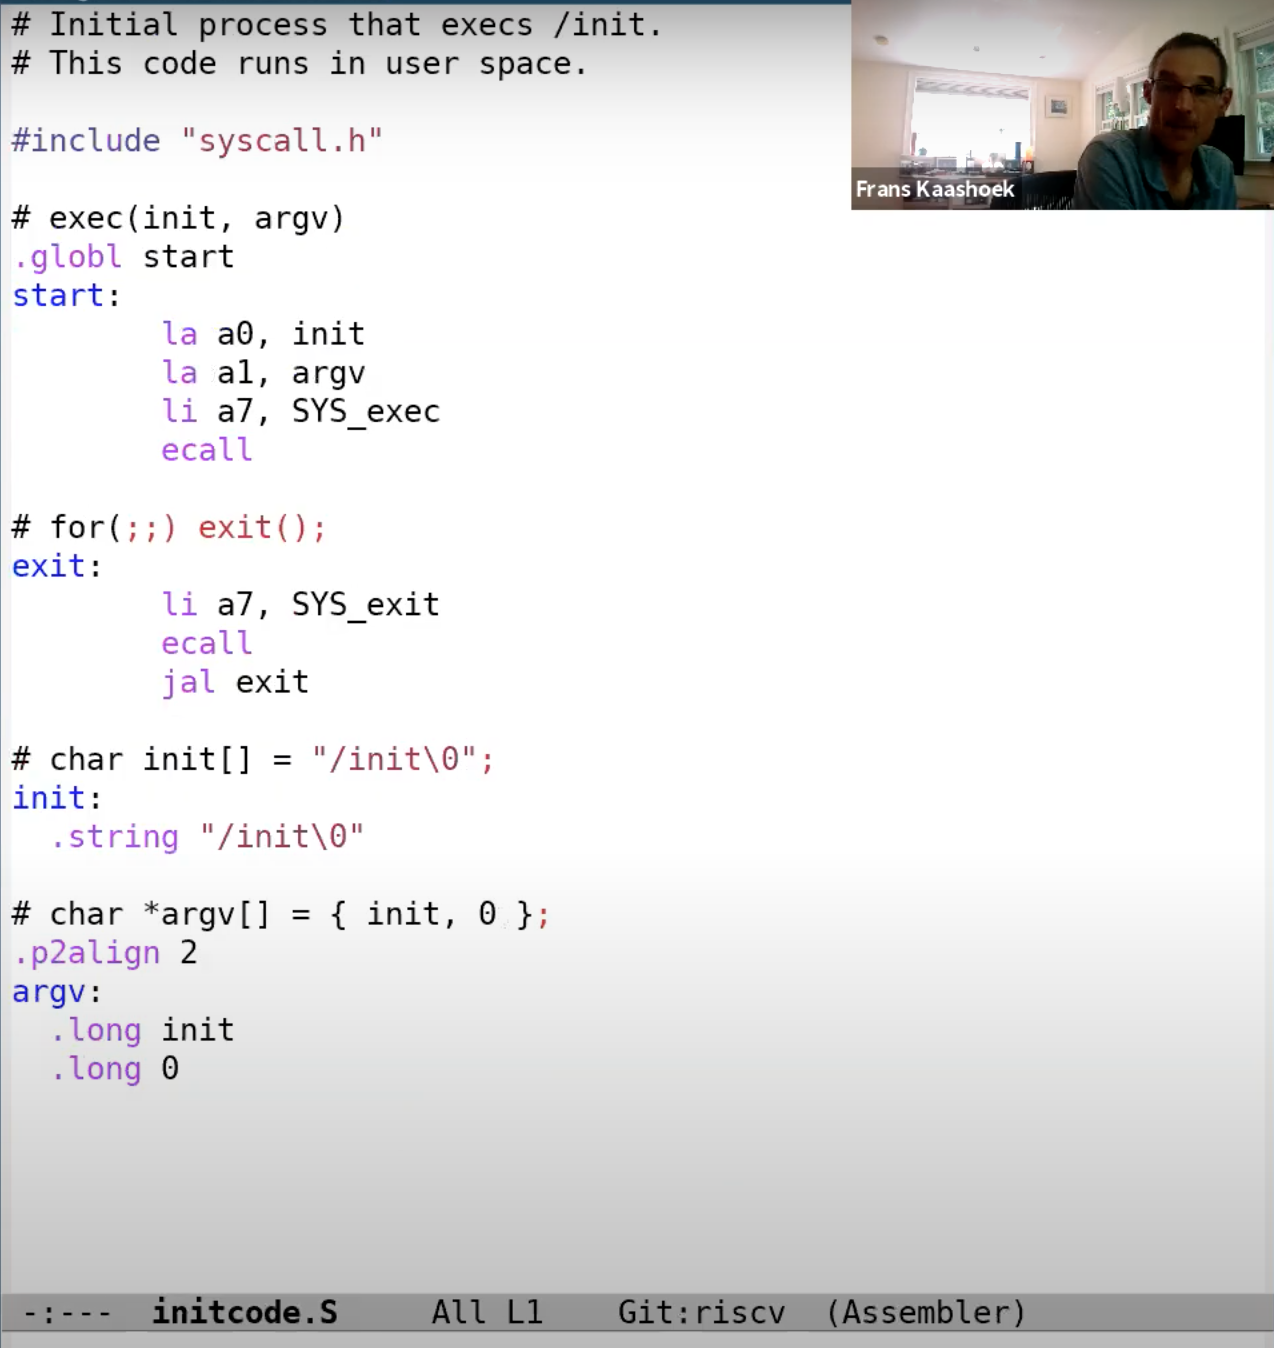 # Initial process that execs /init.
# This code runs in user space.
#include "syscall.h"
Frans Kaashoek
# exec(init, argv)
.globl start
start:
        la a0, init
        la a1, argv
        li a7, SYS_exec
        ecall
# for(;;) exit();
exit:
        li a7, SYS_exit
        ecall
        jal exit
# char init[] = "/init\0";
init:
  .string "/init\0"
# char *argv[] = { init, 0 };
.p2align 2
argv:
  .long init
  .long 0
-:---  initcode.S     All L1    Git:riscv  (Assembler)